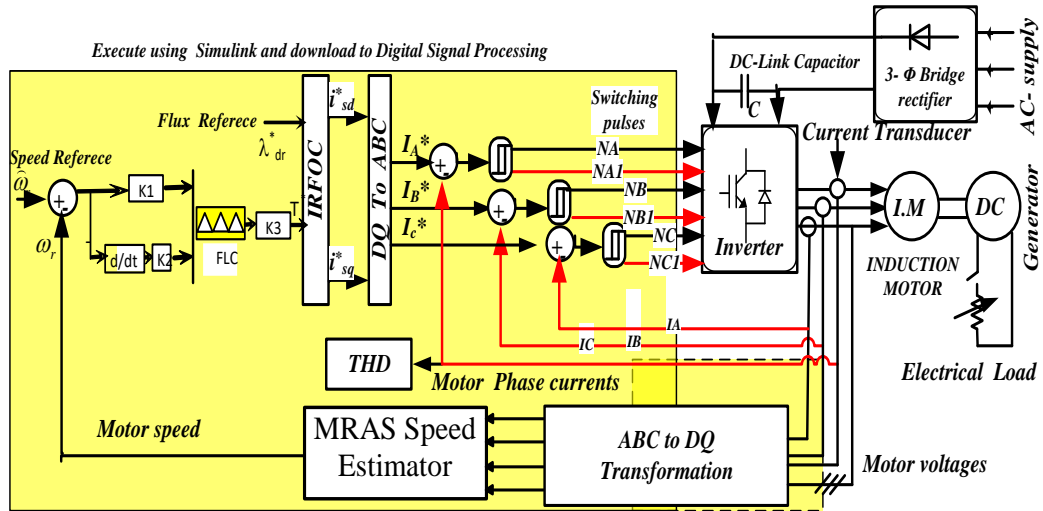 Execute using Simulink and download to Digital Signal Processing
DC-Link Capacitor
C
3- Φ Bridge
rectifier
AC- supply
Flux Referece
λ*dr
Speed Referece
ω
ωr
K1
d/dt
K2
FLC
K3
T*
IRFOC
i*sd
i*sq
DQ To ABC
IA*
IB*
Ic*
Switching
pulses
NA
NA1
NB
NB1
NC
NC1
Inverter
Current Transducer
I.M
DC
INDUCTION
MOTOR
Generator
Electrical Load
IA
IB
IC
THD
Motor Phase currents
Motor speed
MRAS Speed
Estimator
ABC to DQ
Transformation
Motor voltages